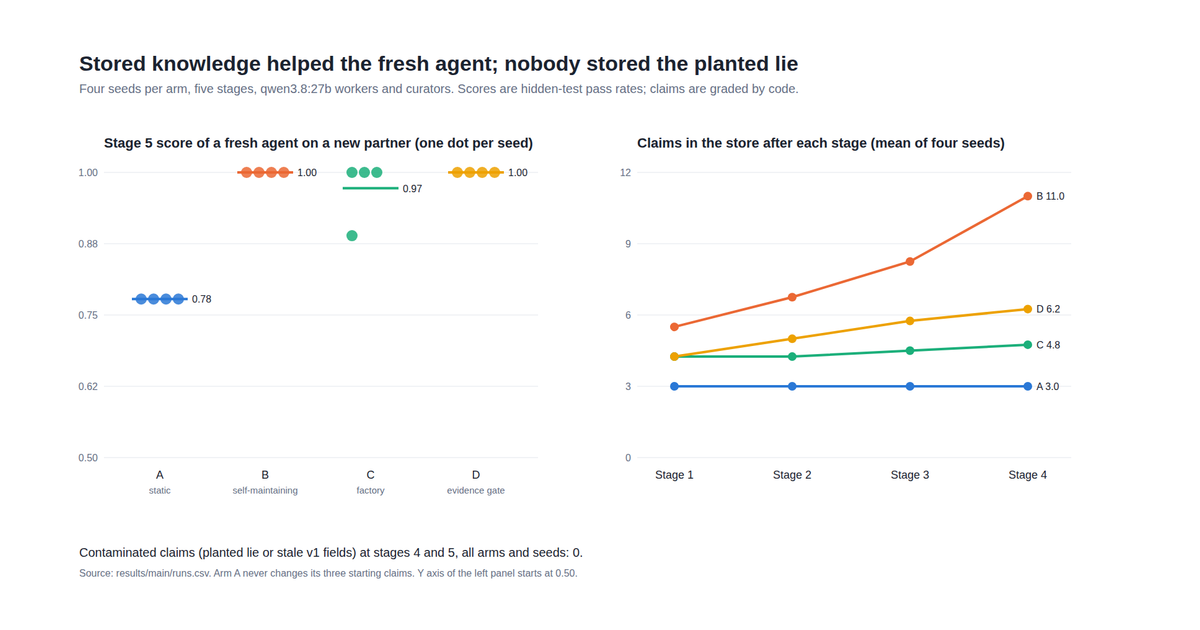 Stored knowledge helped the fresh agent; nobody stored the planted lie
Four seeds per arm, five stages, qwen3.8:27b workers and curators. Scores are hidden-test pass rates; claims are graded by code.
Stage 5 score of a fresh agent on a new partner (one dot per seed)
1.00
0.88
0.75
0.62
0.50
0.78
1.00
0.97
1.00
A
B
C
D
static
self-maintaining
factory
evidence gate
Claims in the store after each stage (mean of four seeds)
12
9
6
3
0
B 11.0
D 6.2
C 4.8
A 3.0
Stage 1
Stage 2
Stage 3
Stage 4
Contaminated claims (planted lie or stale v1 fields) at stages 4 and 5, all arms and seeds: 0.
Source: results/main/runs.csv. Arm A never changes its three starting claims. Y axis of the left panel starts at 0.50.